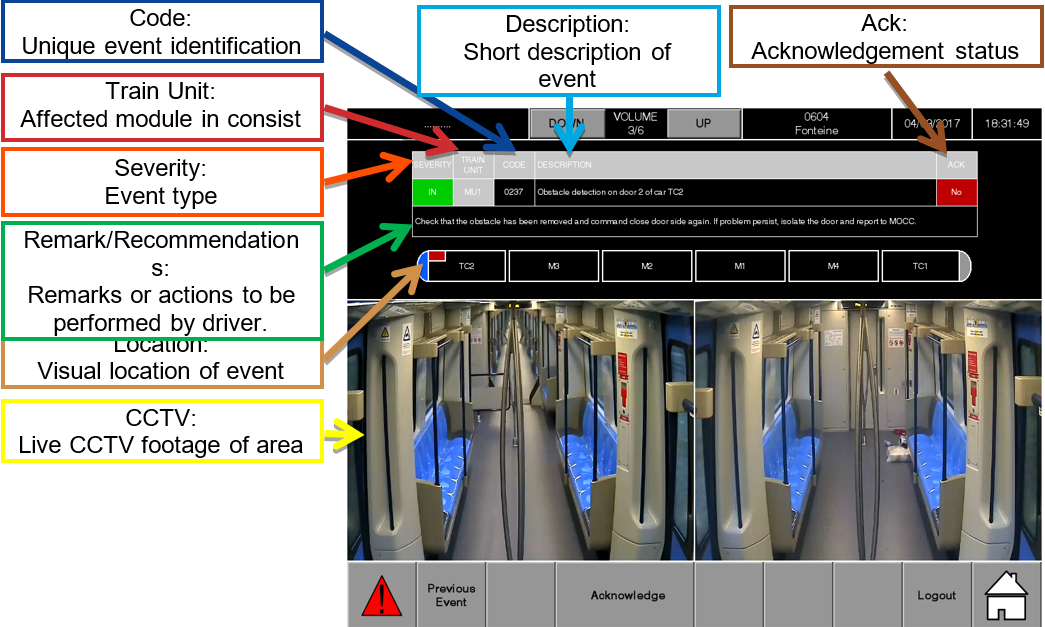 Code:
Unique event identification
Description:
Short description of
event
Ack:
Acknowledgement status
Train Unit:
Affected module in consist
Severity:
Event type
Remark/Recommendation
s:
Remarks or actions to be
performed by driver.
Location:
Visual location of event
CCTV:
Live CCTV footage of area
..........
DOWN
VOLUME
3/6
UP
0604
Fonteine
18:31:49
SEVERITY
TRAIN
UNIT
CODE
DESCRIPTION
ACK
IN
MU1
0237
Obstacle detection on door 2 of car TC2
No
Check that the obstacle has been removed and command close door side again. If problem persist, isolate the door and report to MOCC.
TC2
M3
M2
M1
M4
TC1
Previous
Event
Acknowledge
Logout